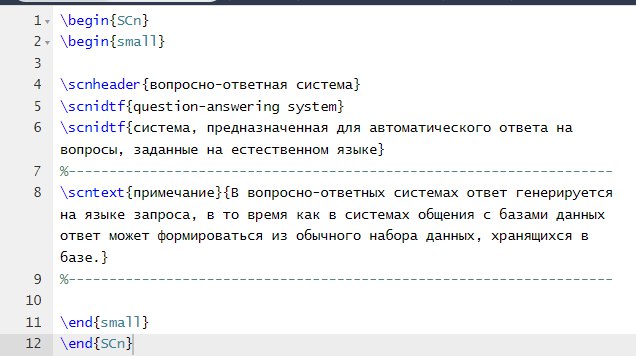 1 \begin{SCn}
2 \begin{small}
3
4 \scnheader{вопросно-ответная система}
5 \scnidtf{question-answering system}
6 \scnidtf{система, предназначенная для автоматического ответа на
вопросы, заданные на естественном языке}
7 %-------------------------------------------------------------------
8 \scntext{примечание}{В вопросно-ответных системах ответ генерируется
на языке запроса, в то время как в системах общения с базами данных
ответ может формироваться из обычного набора данных, хранящихся в
базе.}
9 %-------------------------------------------------------------------
10
11 \end{small}
12 \end{SCn}